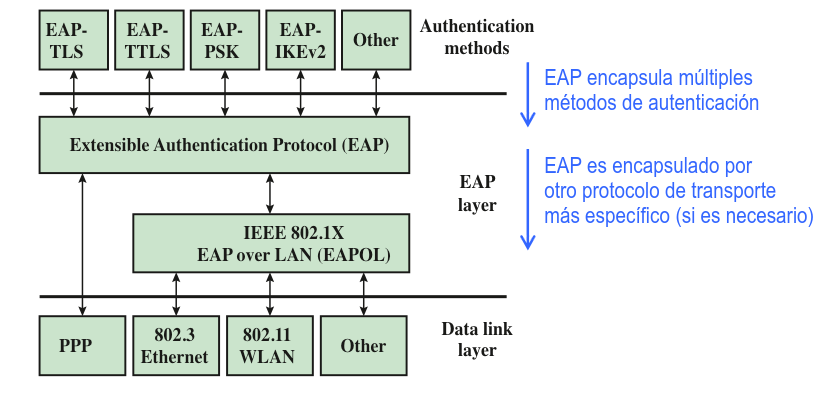 EAP-
TLS
EAP-
TTLS
EAP-
PSK
EAP-
IKEv2
Other
Authentication
methods
EAP encapsula múltiples
métodos de autenticación
Extensible Authentication Protocol (EAP)
EAP
layer
EAP es encapsulado por
otro protocolo de transporte
más específico (si es necesario)
IEEE 802.1X
EAP over LAN (EAPOL)
PPP
802.3
Ethernet
802.11
WLAN
Other
Data link
layer